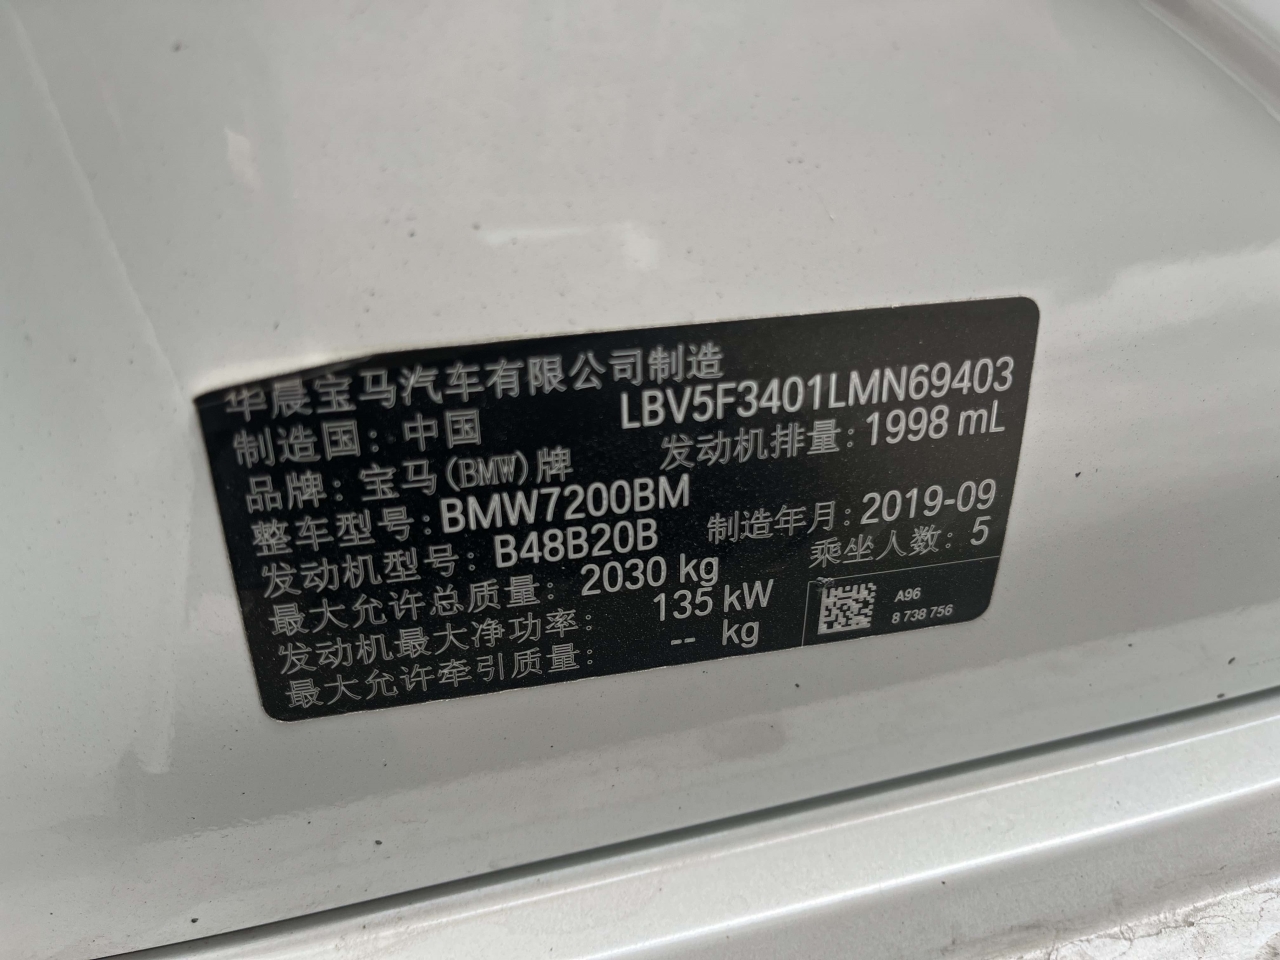 华晨宝马汽车有限公司制造
制造国：中国 LBV5F3401LMN69403
品牌：宝马(BMW)牌 发动机排量：1998 mL
整车型号：BMW7200BM
发动机型号：B48B20B 制造年月：2019-09
最大允许总质量：2030 kg 乘坐人数：5
发动机最大净功率：135 kW
最大允许牵引质量：-- kg
A96
8 738 756